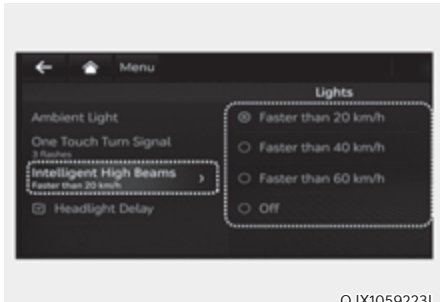 Menu
Lights
Ambient Light
One Touch Turn Signal
3 flashes
Intelligent High Beams
Faster than 20 km/h
Headlight Delay
Faster than 20 km/h
Faster than 40 km/h
Faster than 60 km/h
Off
OJX1059223L